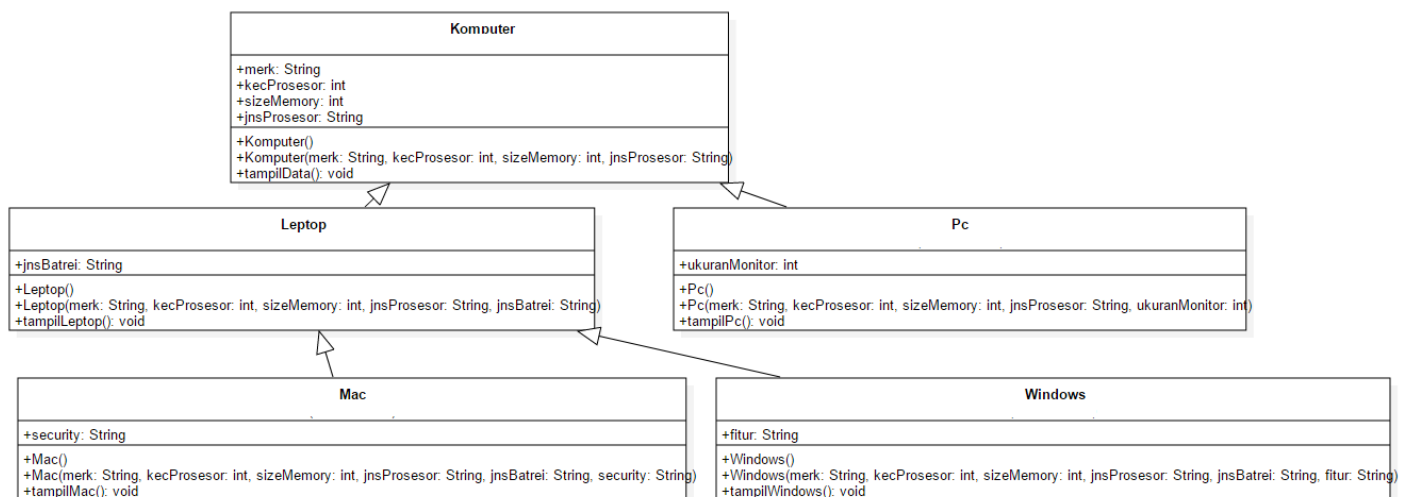 Komputer
+merk: String
+kecProsesor: int
+sizeMemory: int
+jnsProsesor: String
+Komputer()
+Komputer(merk: String, kecProsesor: int, sizeMemory: int, jnsProsesor: String)
+tampilData(): void
Leptop
+jnsBatrei: String
+Leptop()
+Leptop(merk: String, kecProsesor: int, sizeMemory: int, jnsProsesor: String, jnsBatrei: String)
+tampilLeptop(): void
Pc
+ukuranMonitor: int
+Pc()
+Pc(merk: String, kecProsesor: int, sizeMemory: int, jnsProsesor: String, ukuranMonitor: int)
+tampilPc(): void
Mac
+security: String
+Mac()
+Mac(merk: String, kecProsesor: int, sizeMemory: int, jnsProsesor: String, jnsBatrei: String, security: String)
+tampilMac(): void
Windows
+fitur: String
+Windows()
+Windows(merk: String, kecProsesor: int, sizeMemory: int, jnsProsesor: String, jnsBatrei: String, fitur: String)
+tampilWindows(): void